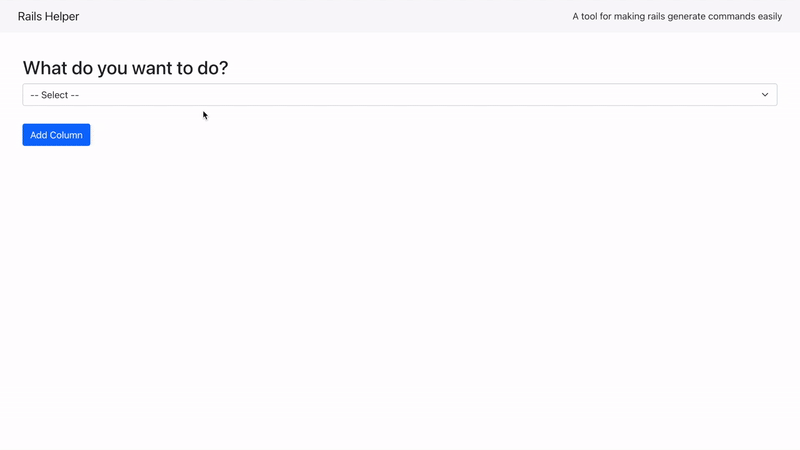 Rails Helper
A tool for making rails generate commands easily
What do you want to do?
-- Select --
Add Column